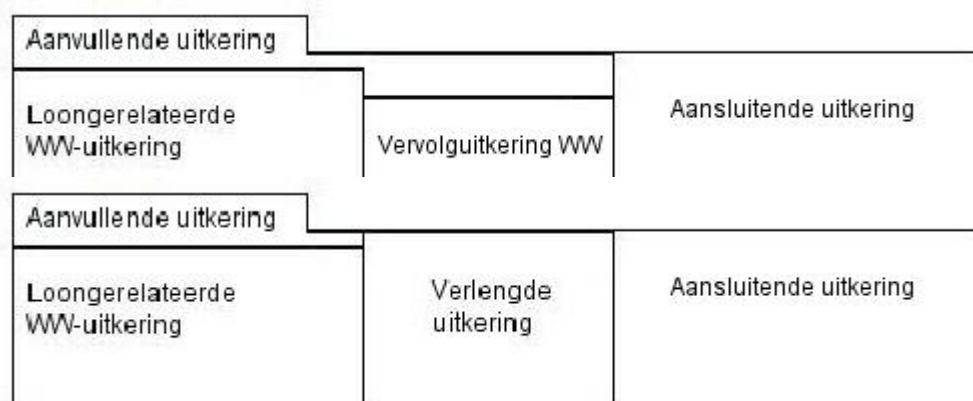 Aanvullende uitkering
Loongerelateerde
WW-uitkering
Vervolguitkering WW
Aansluitende uitkering
Aanvullende uitkering
Loongerelateerde
WW-uitkering
Verlengde
uitkering
Aansluitende uitkering